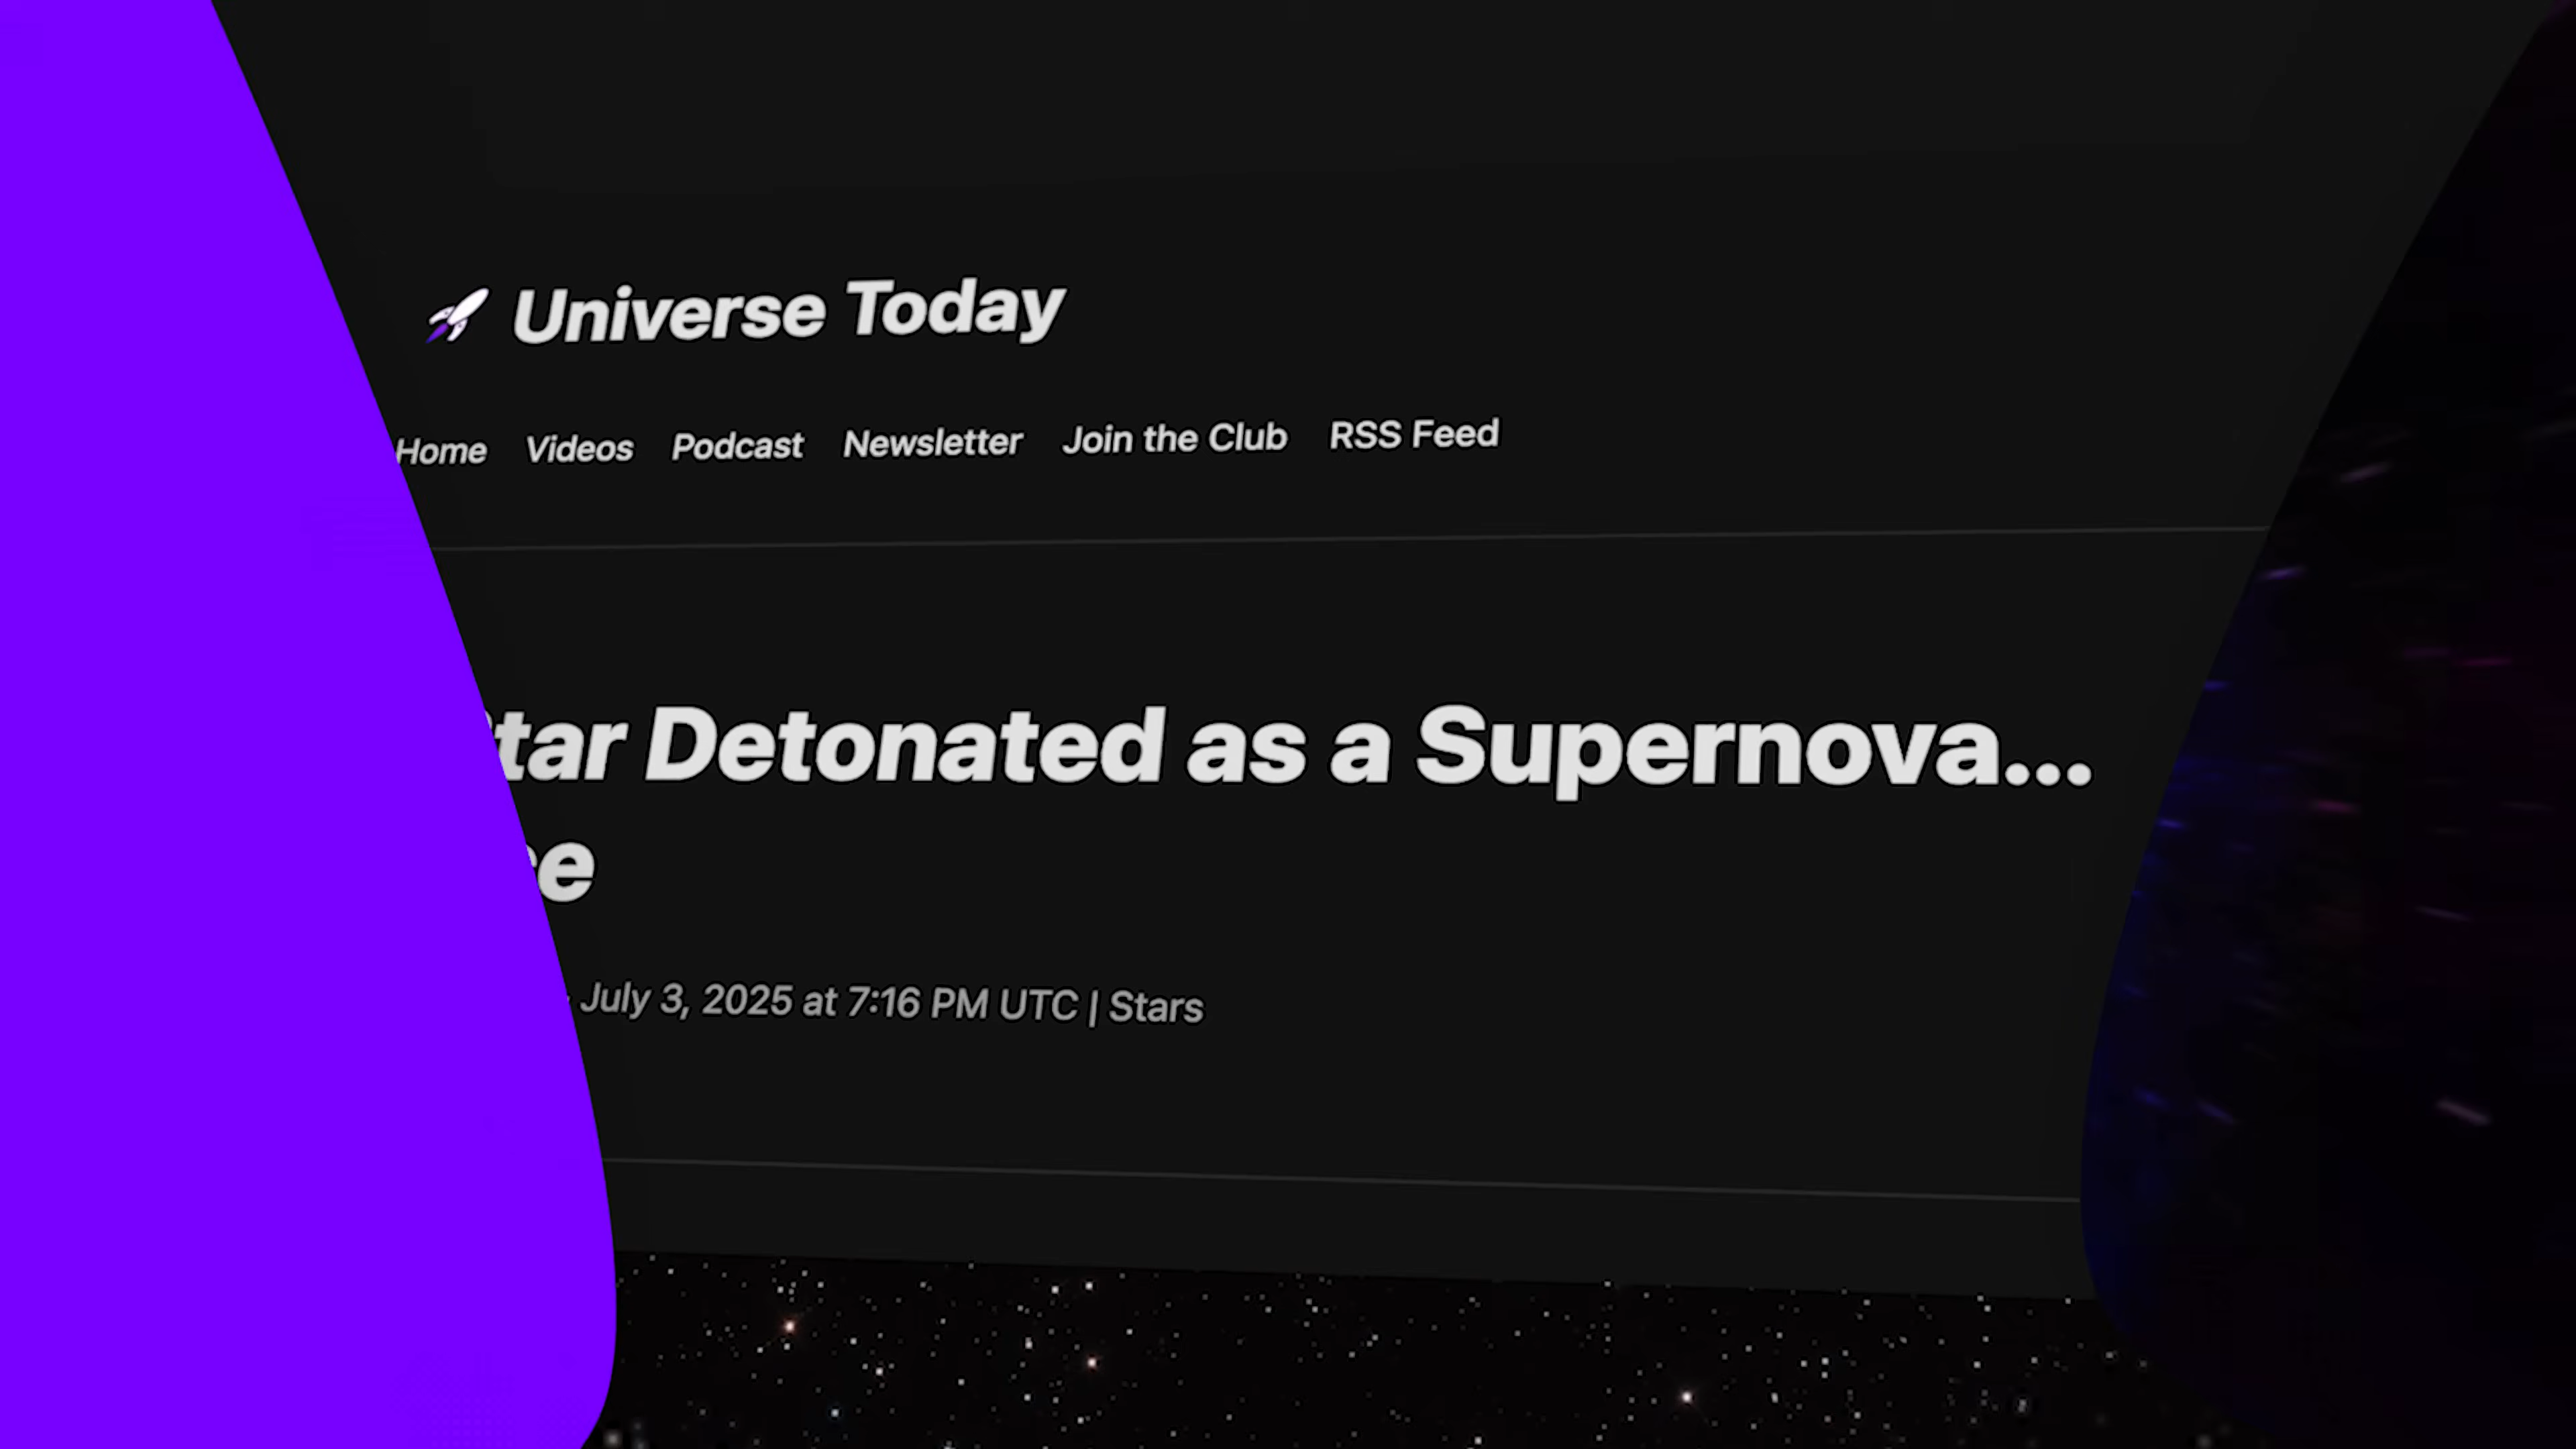 Universe Today
Home Videos Podcast Newsletter Join the Club RSS Feed
Detonated as a Supernova...
July 3, 2025 at 7:16 PM UTC | Stars